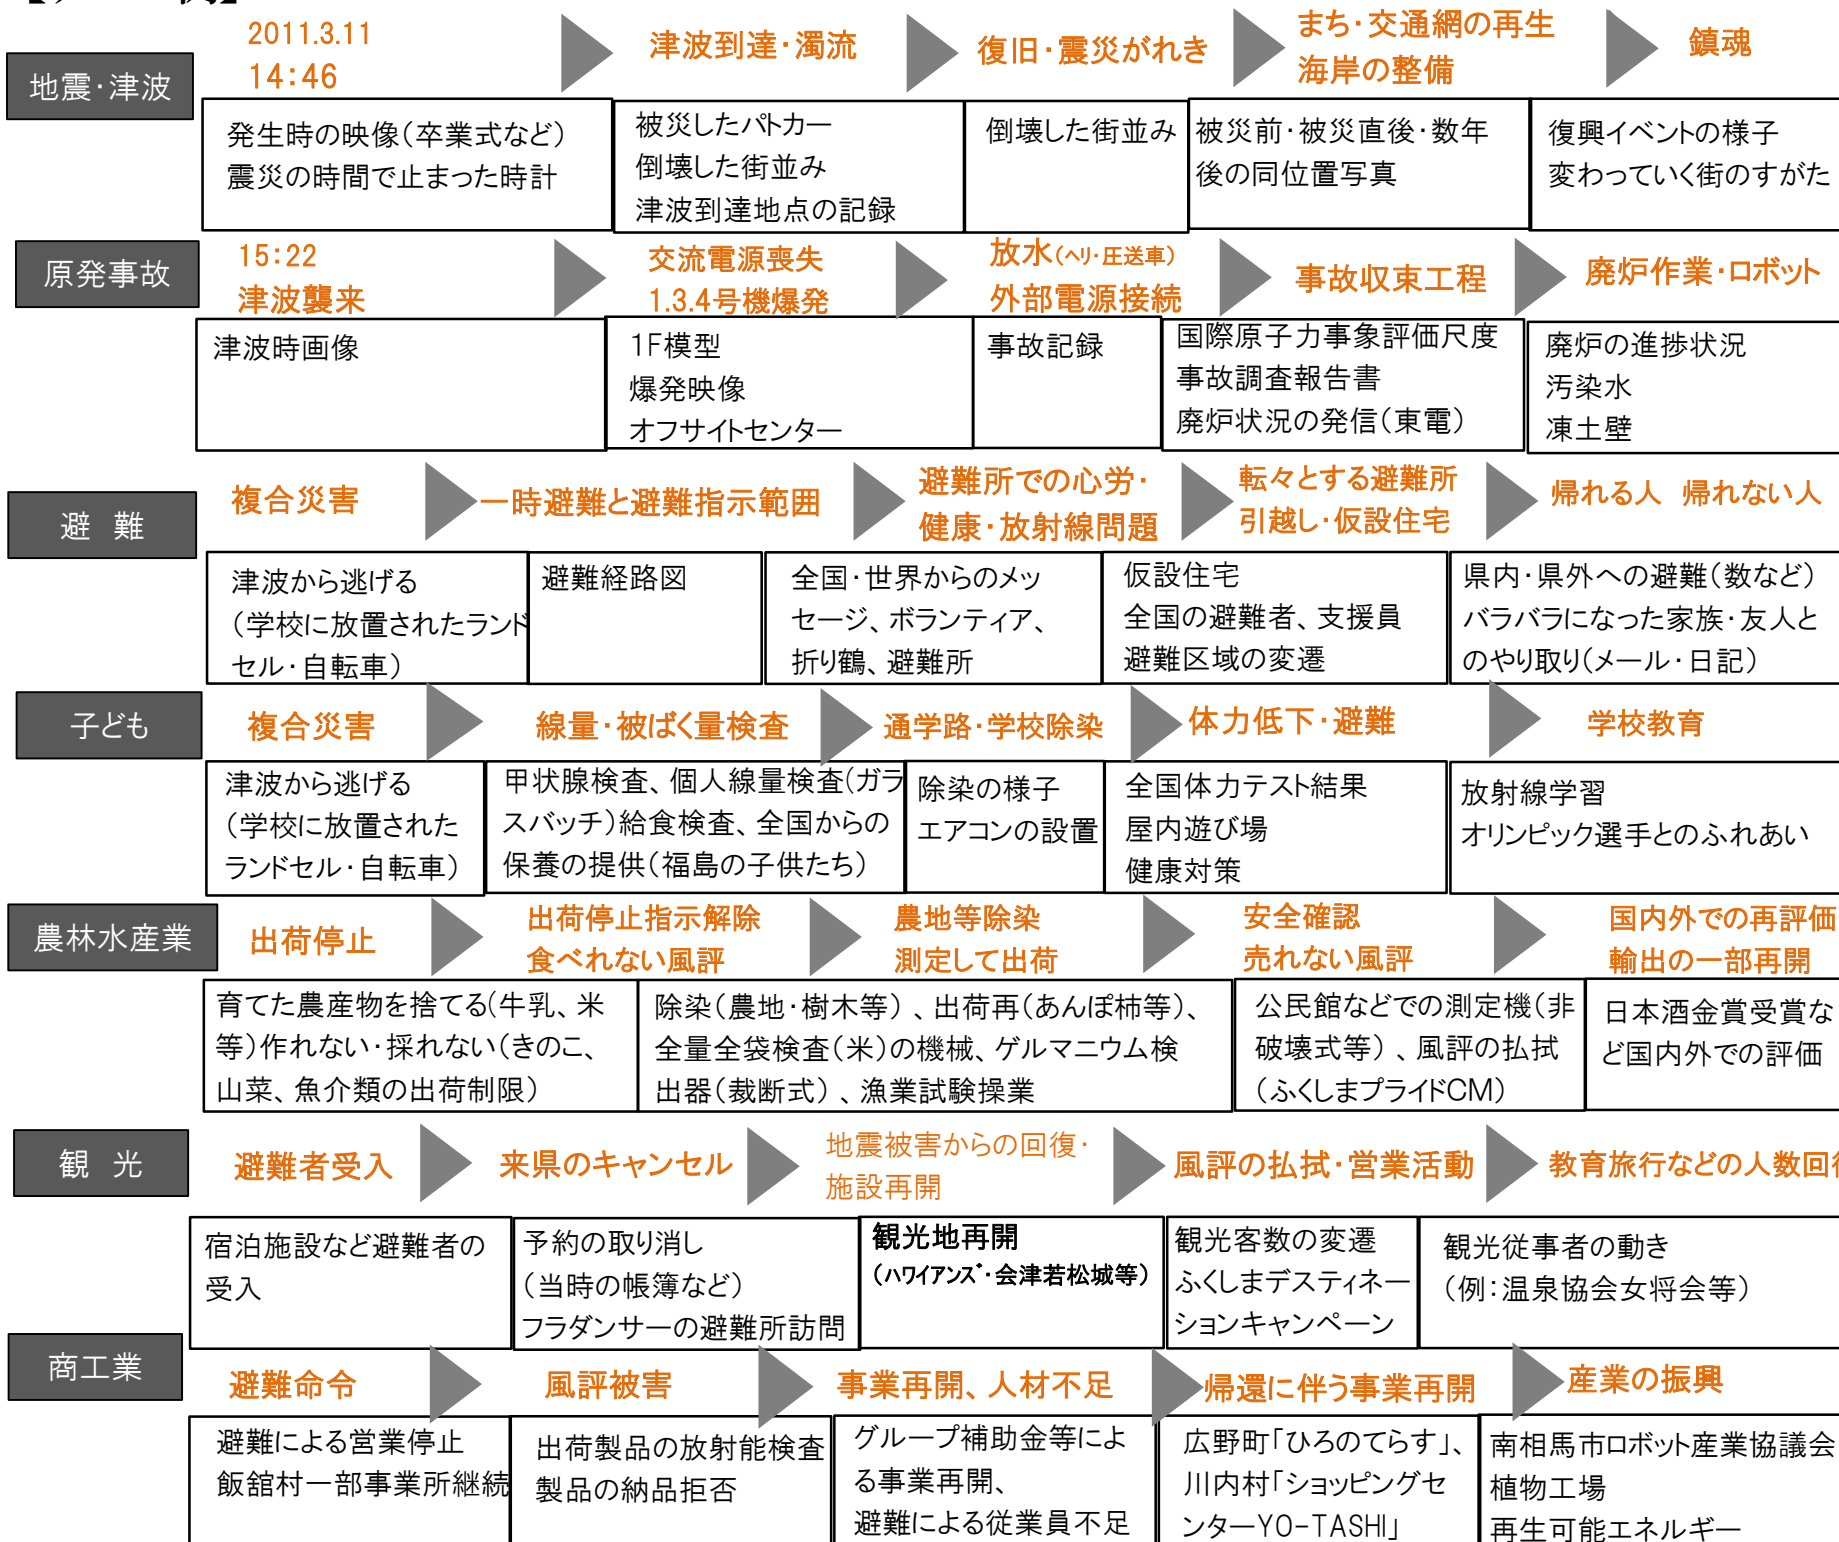 地震・津波
2011.3.11
14:46
津波到達・濁流
復旧・震災がれき
まち・交通網の再生
海岸の整備
鎮魂
発生時の映像(卒業式など)
震災の時間で止まった時計
被災したパトカー
倒壊した街並み
津波到達地点の記録
倒壊した街並み
被災前・被災直後・数年
後の同位置写真
復興イベントの様子
変わっていく街のすがた
原発事故
15:22
津波襲来
交流電源喪失
1.3.4号機爆発
放水(ヘリ・圧送車)
外部電源接続
事故収束工程
廃炉作業・ロボット
津波時画像
1F模型
爆発映像
オフサイトセンター
事故記録
国際原子力事象評価尺度
事故調査報告書
廃炉状況の発信(東電)
廃炉の進捗状況
汚染水
凍土壁
避 難
複合災害
一時避難と避難指示範囲
避難所での心労・
健康・放射線問題
転々とする避難所
引越し・仮設住宅
帰れる人 帰れない人
津波から逃げる
(学校に放置されたランド
セル・自転車)
避難経路図
全国・世界からのメッ
セージ、ボランティア、
折り鶴、避難所
仮設住宅
全国の避難者、支援員
避難区域の変遷
県内・県外への避難(数など)
バラバラになった家族・友人と
のやり取り(メール・日記)
子ども
複合災害
線量・被ばく量検査
通学路・学校除染
体力低下・避難
学校教育
津波から逃げる
(学校に放置された
ランドセル・自転車)
甲状腺検査、個人線量検査(ガラ
スバッチ)給食検査、全国からの
保養の提供(福島の子供たち)
除染の様子
エアコンの設置
全国体力テスト結果
屋内遊び場
健康対策
放射線学習
オリンピック選手とのふれあい
農林水産業
出荷停止
出荷停止指示解除
食べれない風評
農地等除染
測定して出荷
安全確認
売れない風評
国内外での再評価
輸出の一部再開
育てた農産物を捨てる(牛乳、米
等)作れない・採れない(きのこ、
山菜、魚介類の出荷制限)
除染(農地・樹木等)、出荷再(あんぽ柿等)、
全量全袋検査(米)の機械、ゲルマニウム検
出器(裁断式)、漁業試験操業
公民館などでの測定機(非
破壊式等)、風評の払拭
(ふくしまプライドCM)
日本酒金賞受賞な
ど国内外での評価
観 光
避難者受入
来県のキャンセル
地震被害からの回復・
施設再開
風評の払拭・営業活動
教育旅行などの人数回
宿泊施設など避難者の
受入
予約の取り消し
(当時の帳簿など)
フラダンサーの避難所訪問
観光地再開
(ハワイアンズ・会津若松城等)
観光客数の変遷
ふくしまデスティネー
ションキャンペーン
観光従事者の動き
(例:温泉協会女将会等)
商工業
避難命令
風評被害
事業再開、人材不足
帰還に伴う事業再開
産業の振興
避難による営業停止
飯舘村一部事業所継続
出荷製品の放射能検査
製品の納品拒否
グループ補助金等によ
る事業再開、
避難による従業員不足
広野町「ひろのてらす」、
川内村「ショッピングセ
ンターYO-TASHI」
南相馬市ロボット産業協議会
植物工場
再生可能エネルギー